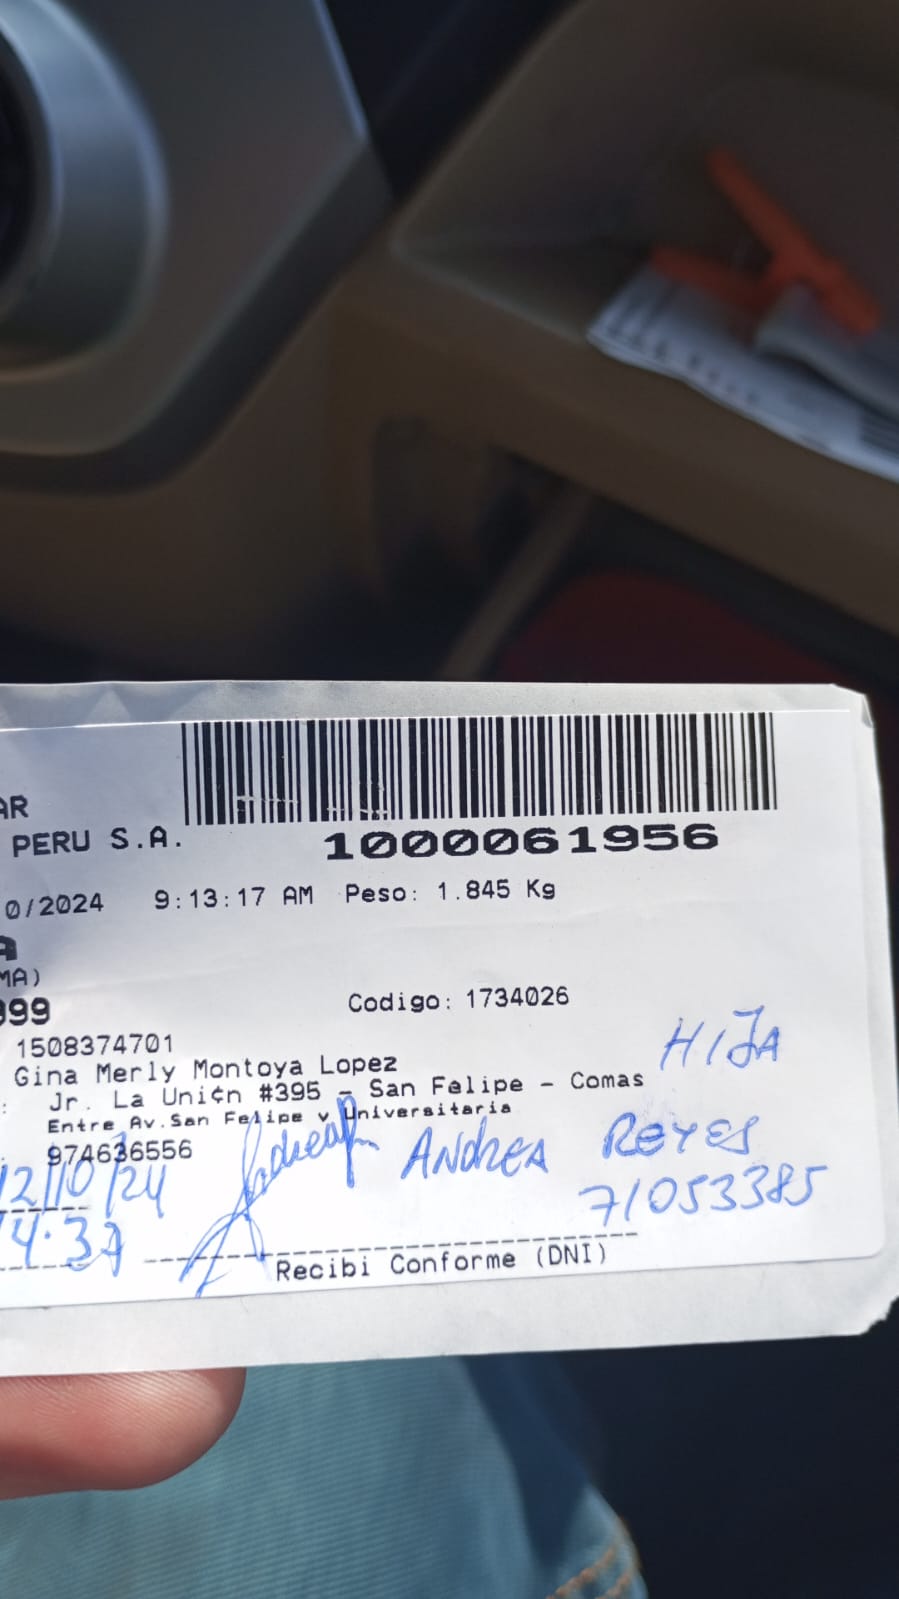 AR
PERU S.A.
1000061956
0/2024 9:13:17 AM Peso: 1.845 Kg
A
MA)
999 Codigo: 1734026
1508374701
Gina Merly Montoya Lopez
HIJA
: Jr. La Uni¢n #395 - San Felipe - Comas
Entre Av.San Felipe y Universitaria
974636556
ANDREA REYES
12/10/24
71053385
4:37
Recibi Conforme (DNI)